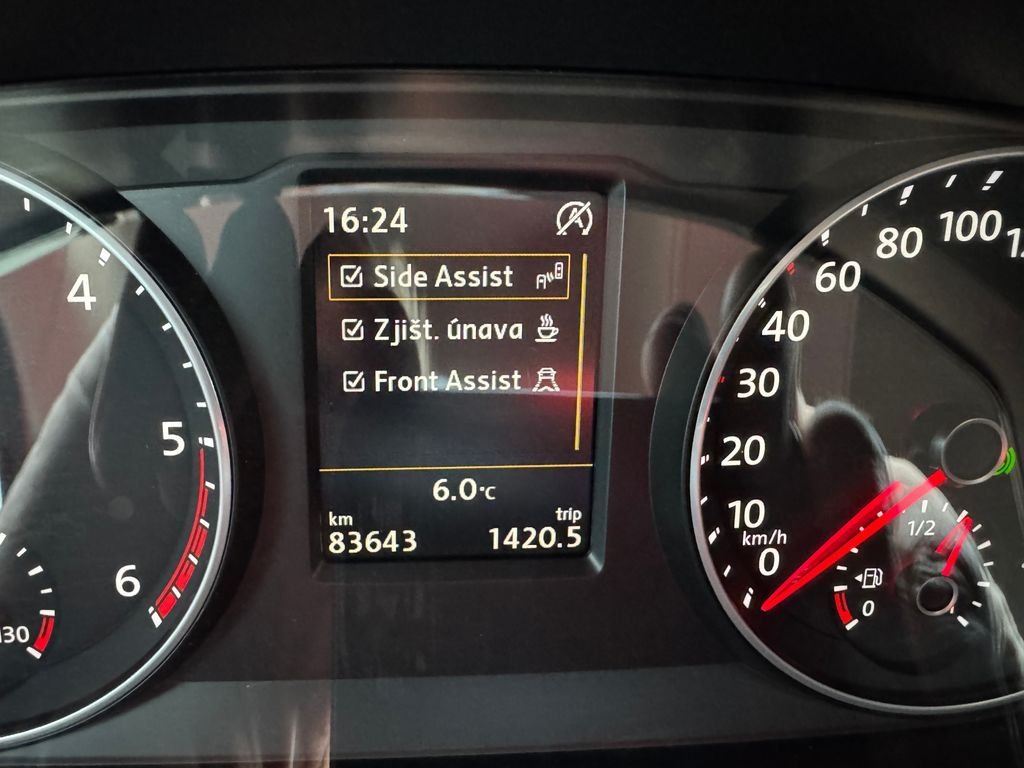 16:24
Side Assist
Zjišt. únava
Front Assist
6.0°C
km
83643
trip
1420.5
4
5
6
130
0
10
20
30
40
60
80
100
km/h
1/2
0